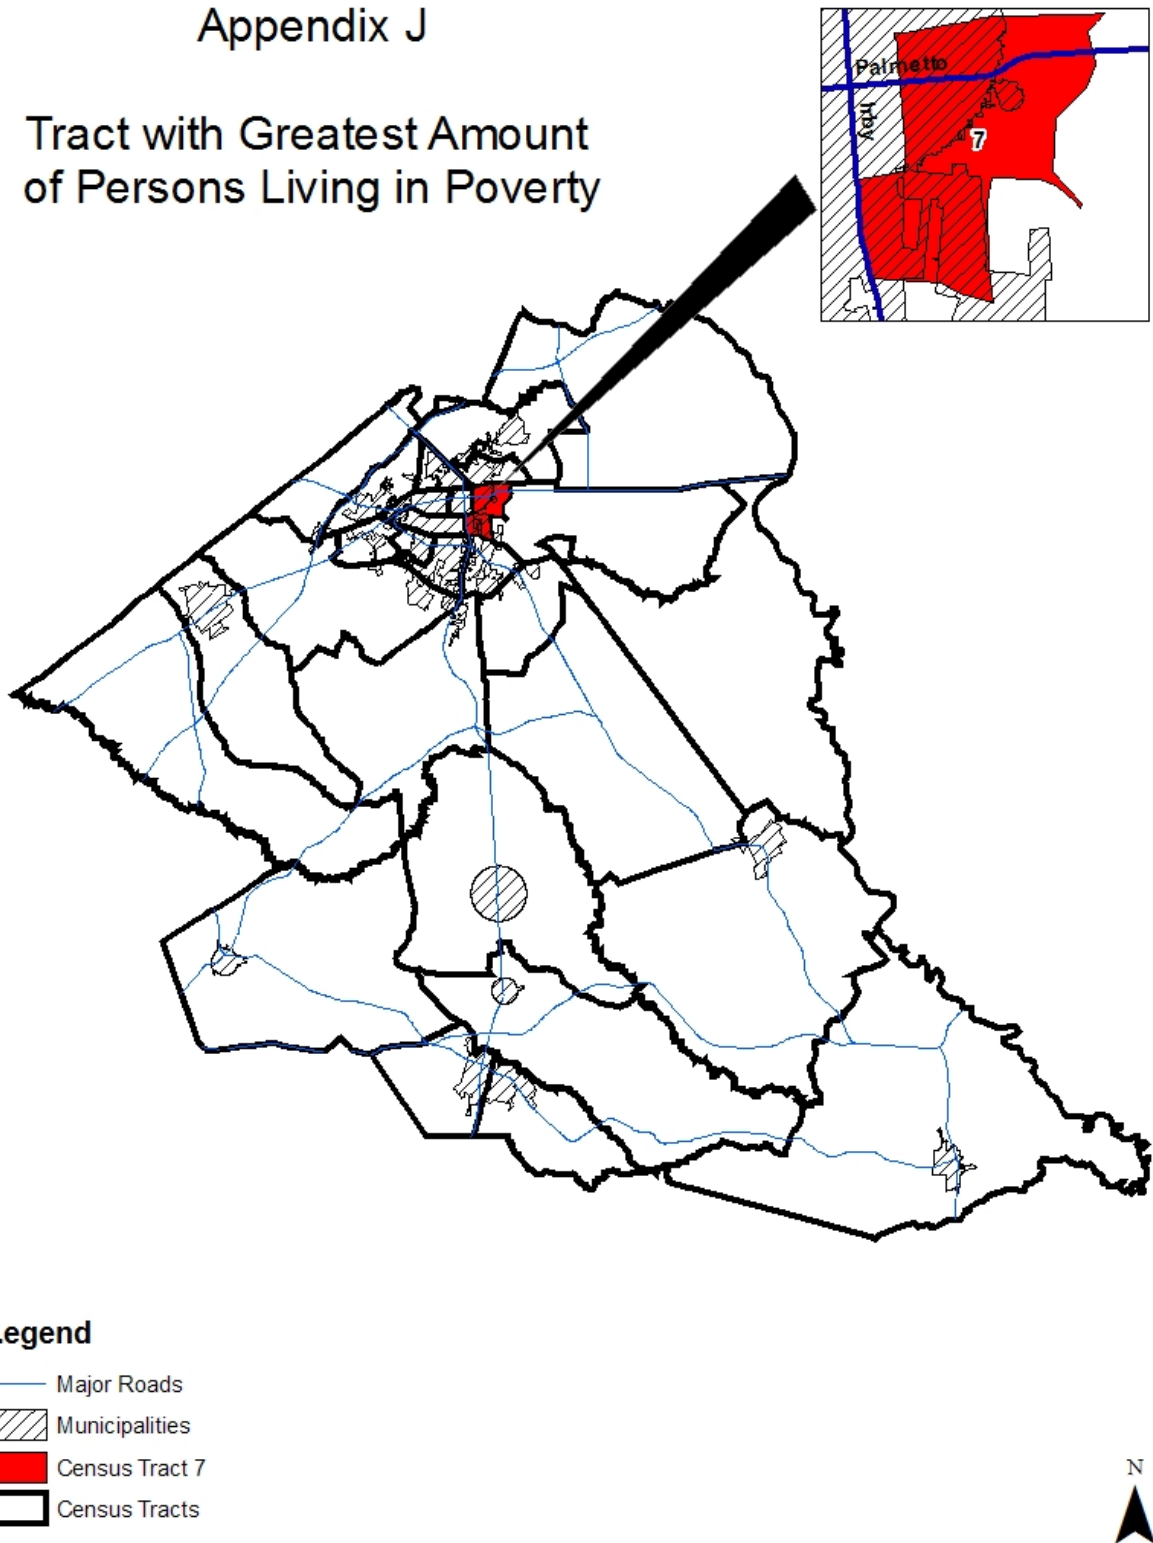 Appendix J
Tract with Greatest Amount
of Persons Living in Poverty
Palmetto
Irby
7
Legend
Major Roads
Municipalities
Census Tract 7
Census Tracts
N